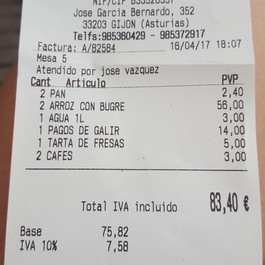 NIF/CIF B33526357
Jose Garcia Bernardo, 352
33203 GIJON (Asturias)
Telfs:985360429 - 985372917
Factura: A/82584 16/04/17 18:07
Mesa 5
Atendido por jose vazquez
Cant Articulo PVP
2 PAN 2,40
2 ARROZ CON BUGRE 56,00
1 AGUA 1L 3,00
1 PAGOS DE GALIR 14,00
1 TARTA DE FRESAS 5,00
2 CAFES 3,00
Total IVA incluido 83,40 €
Base 75,82
IVA 10% 7,58